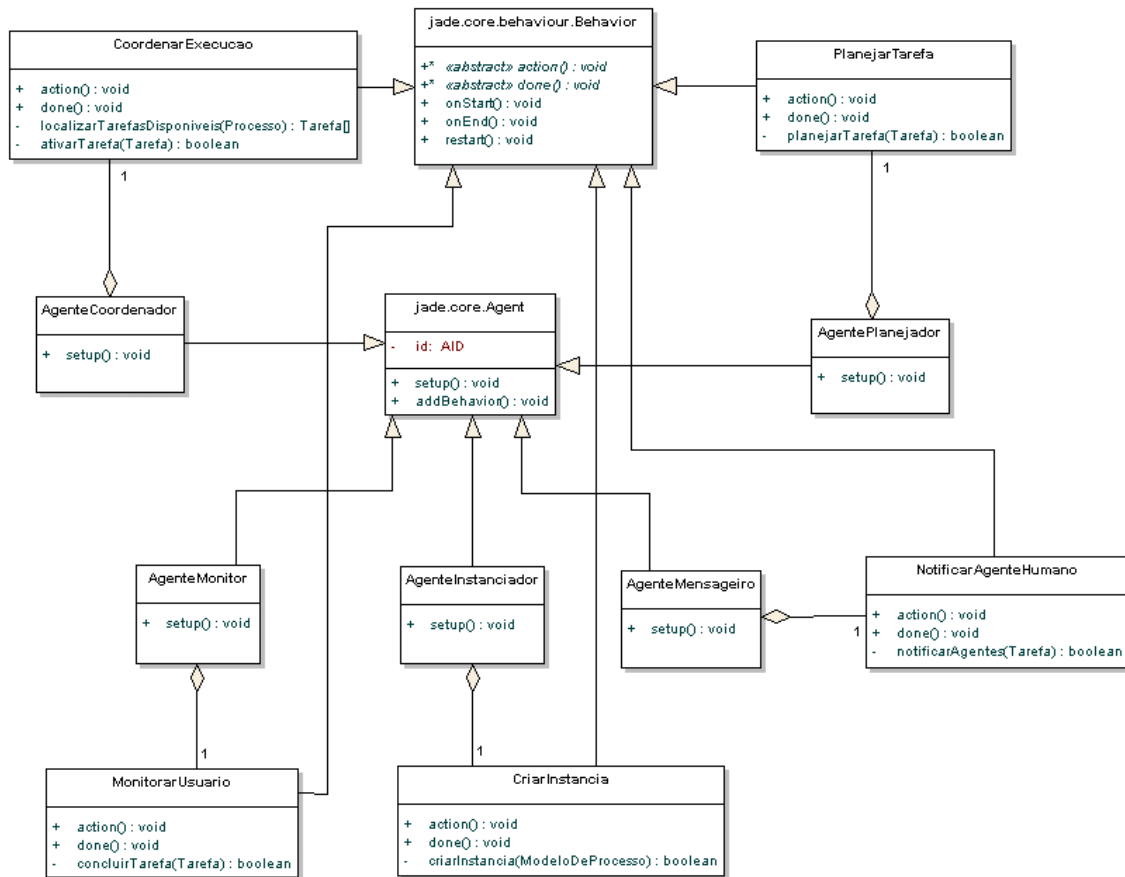 jade.core.behaviour.Behavior
+* «abstract» action() : void
+* «abstract» done() : void
+ onStart() : void
+ onEnd() : void
+ restart() : void
CoordenarExecucao
+ action() : void
+ done() : void
- localizarTarefasDisponiveis(Processo) : Tarefa[]
- ativarTarefa(Tarefa) : boolean
1
PlanejarTarefa
+ action() : void
+ done() : void
- planejarTarefa(Tarefa) : boolean
1
AgenteCoordenador
+ setup() : void
jade.core.Agent
- id: AID
+ setup() : void
+ addBehavior() : void
AgentePlanejador
+ setup() : void
AgenteMonitor
+ setup() : void
AgenteInstanciador
+ setup() : void
AgenteMensageiro
+ setup() : void
1
NotificarAgenteHumano
+ action() : void
+ done() : void
- notificarAgentes(Tarefa) : boolean
1
MonitorarUsuario
+ action() : void
+ done() : void
- concluirTarefa(Tarefa) : boolean
1
CriarInstancia
+ action() : void
+ done() : void
- criarInstancia(ModeloDeProcesso) : boolean